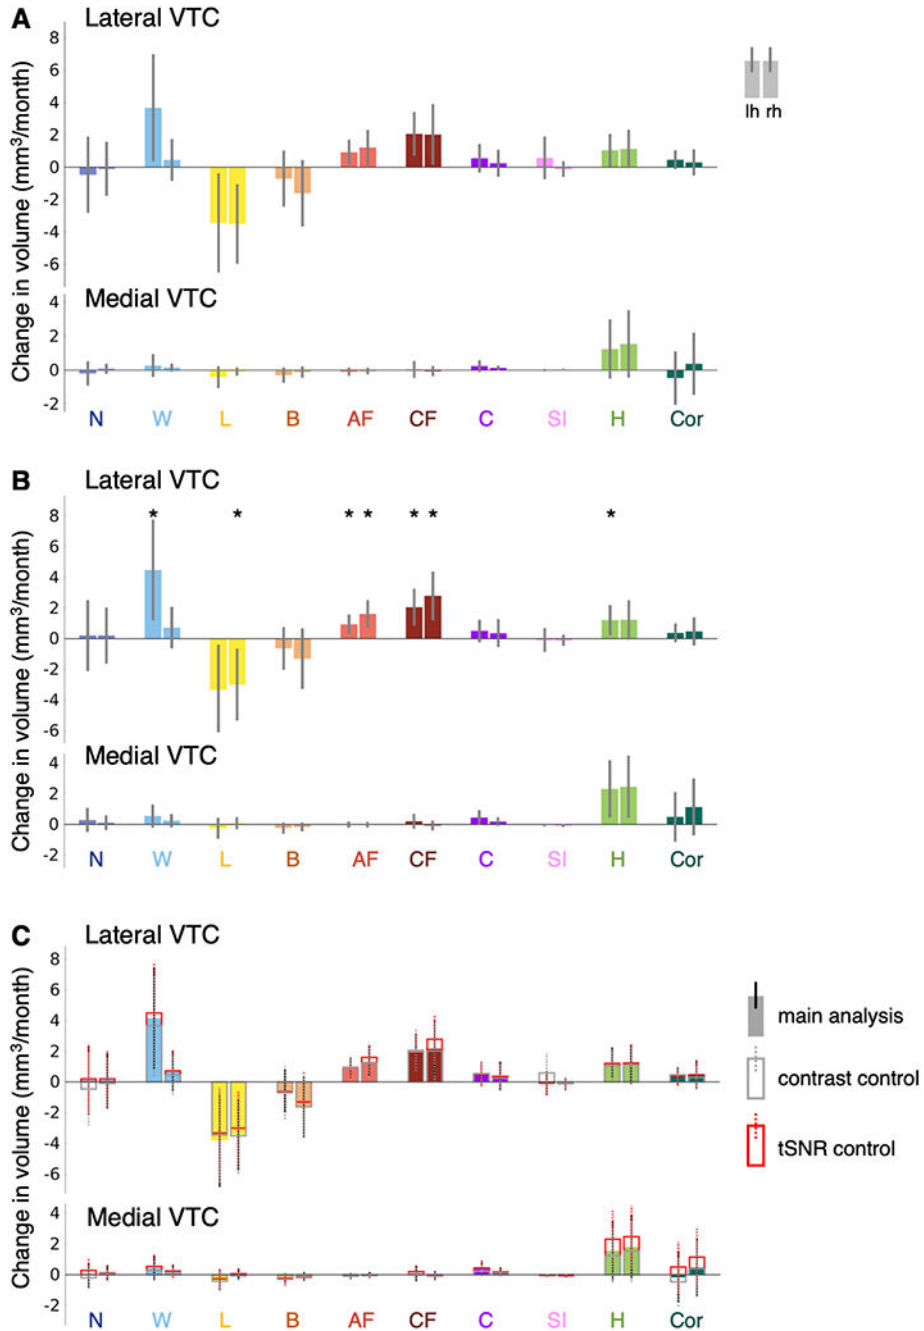 A
Lateral VTC
8
6
4
2
0
-2
-4
-6
Change in volume (mm³/month)
lh rh
Medial VTC
4
2
0
-2
N W L B AF CF C SI H Cor
B
Lateral VTC
* * * * * * *
8
6
4
2
0
-2
-4
-6
Change in volume (mm³/month)
Medial VTC
4
2
0
-2
N W L B AF CF C SI H Cor
C
Lateral VTC
8
6
4
2
0
-2
-4
-6
Change in volume (mm³/month)
main analysis
contrast control
tSNR control
Medial VTC
4
2
0
-2
N W L B AF CF C SI H Cor